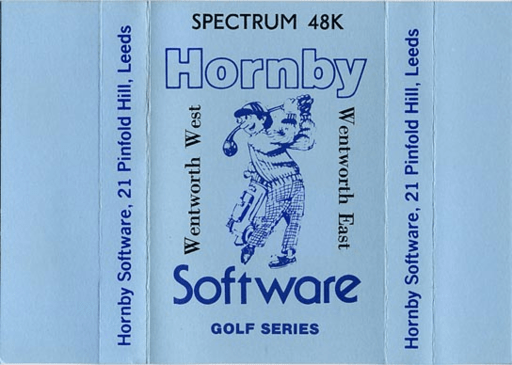 Hornby Software, 21 Pinfold Hill, Leeds
SPECTRUM 48K
Hornby
Wentworth West
Wentworth East
Software
GOLF SERIES
Hornby Software, 21 Pinfold Hill, Leeds